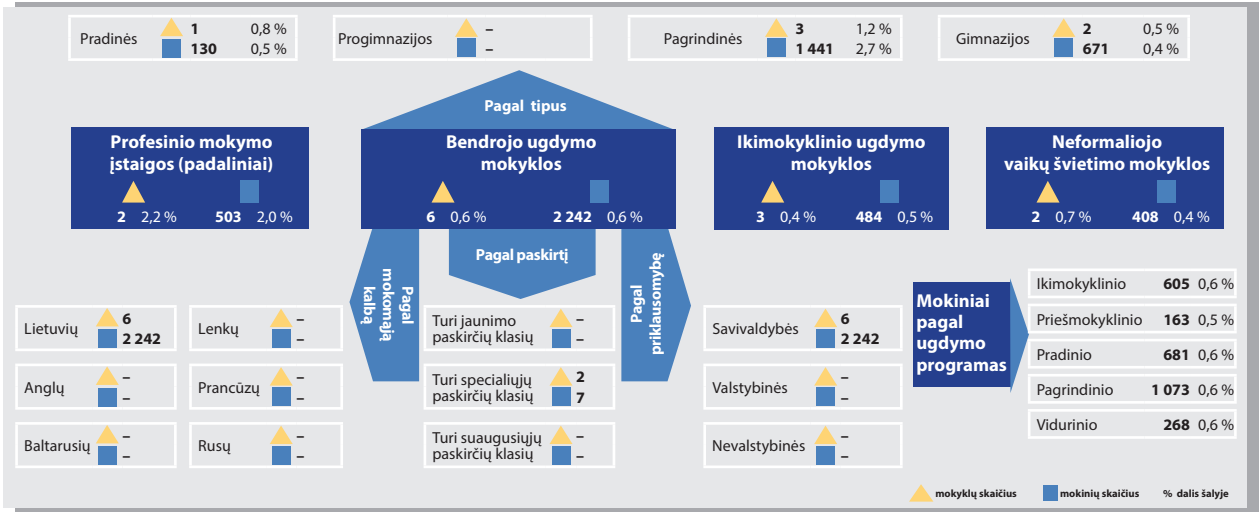 Pradinės
1 0,8 %
130 0,5 %
Progimnazijos
–
–
Pagrindinės
3 1,2 %
1 441 2,7 %
Gimnazijos
2 0,5 %
671 0,4 %
Pagal tipus
Profesinio mokymo
įstaigos (padaliniai)
2 2,2 % 503 2,0 %
Bendrojo ugdymo
mokyklos
6 0,6 % 2 242 0,6 %
Ikimokyklinio ugdymo
mokyklos
3 0,4 % 484 0,5 %
Neformaliojo
vaikų švietimo mokyklos
2 0,7 % 408 0,4 %
Pagal
mokomąją
kalbą
Pagal paskirtį
Pagal
priklausomybę
Lietuvių
6
2 242
Lenkų
–
–
Anglų
–
–
Prancūzų
–
–
Baltarusių
–
–
Rusų
–
–
Turi jaunimo
paskirčių klasių
–
–
Turi specialiųjų
paskirčių klasių
2
7
Turi suaugusiųjų
paskirčių klasių
–
–
Savivaldybės
6
2 242
Valstybinės
–
–
Nevalstybinės
–
–
Mokiniai
pagal
ugdymo
programas
Ikimokyklinio 605 0,6 %
Priešmokyklinio 163 0,5 %
Pradinio 681 0,6 %
Pagrindinio 1 073 0,6 %
Vidurinio 268 0,6 %
mokyklų skaičius mokinių skaičius % dalis šalyje